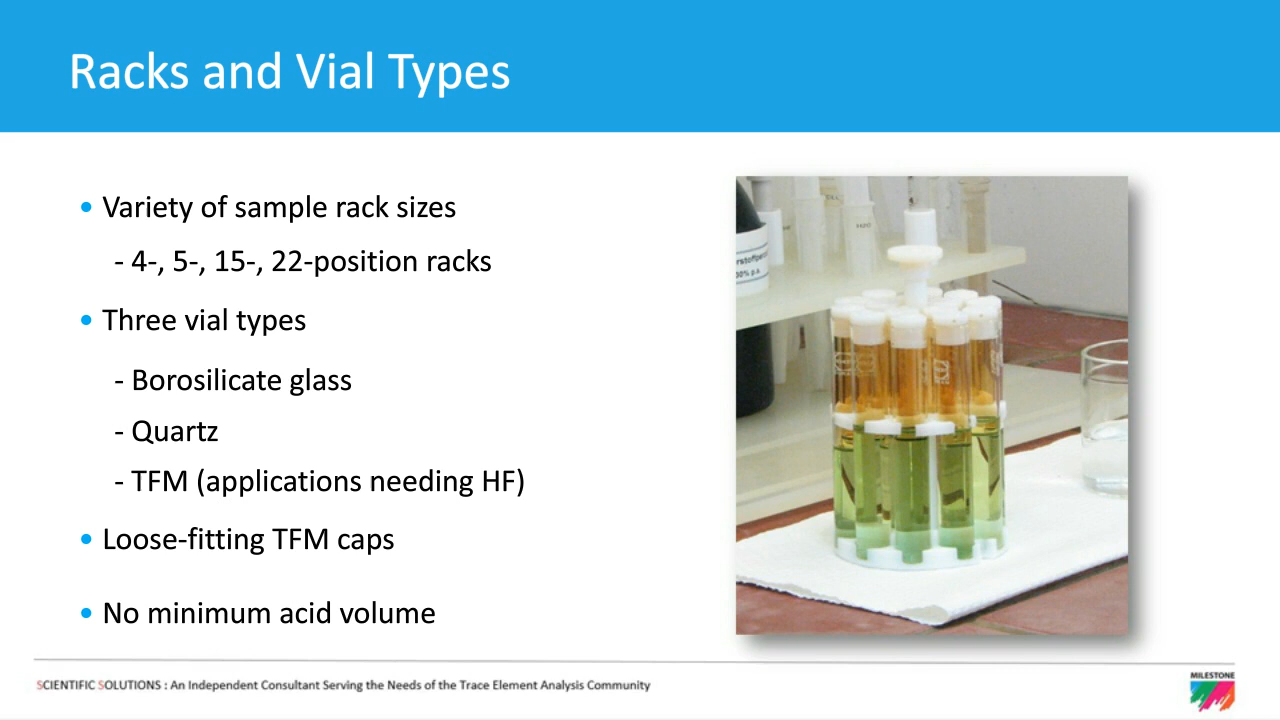 Racks and Vial Types
• Variety of sample rack sizes
- 4-, 5-, 15-, 22-position racks
• Three vial types
- Borosilicate glass
- Quartz
- TFM (applications needing HF)
• Loose-fitting TFM caps
• No minimum acid volume
SCIENTIFIC SOLUTIONS : An Independent Consultant Serving the Needs of the Trace Element Analysis Community
MILESTONE